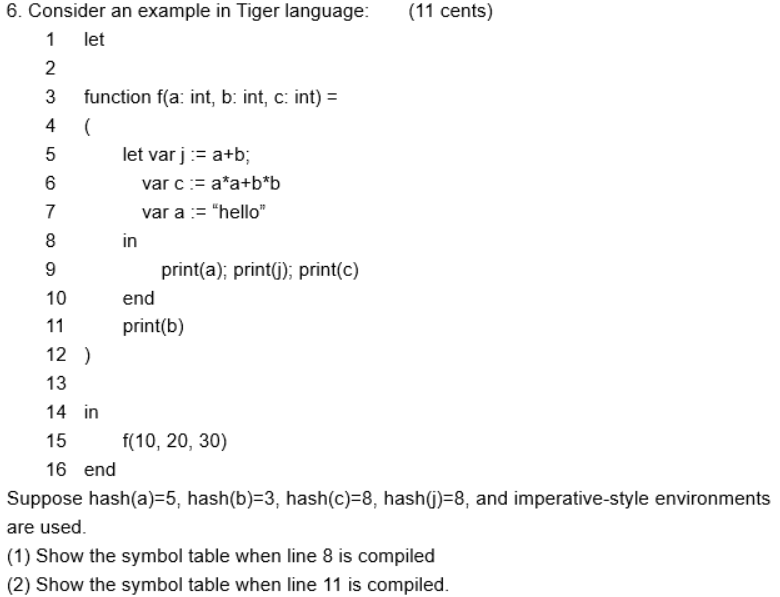 6. Consider an example in Tiger language: (11 cents)
1 let
2
3 function f(a: int, b: int, c: int) =
4 (
5 let var j := a+b;
6 var c := a*a+b*b
7 var a := “hello”
8 in
9 print(a); print(j); print(c)
10 end
11 print(b)
12 )
13
14 in
15 f(10, 20, 30)
16 end
Suppose hash(a)=5, hash(b)=3, hash(c)=8, hash(j)=8, and imperative-style environments
are used.
(1) Show the symbol table when line 8 is compiled
(2) Show the symbol table when line 11 is compiled.